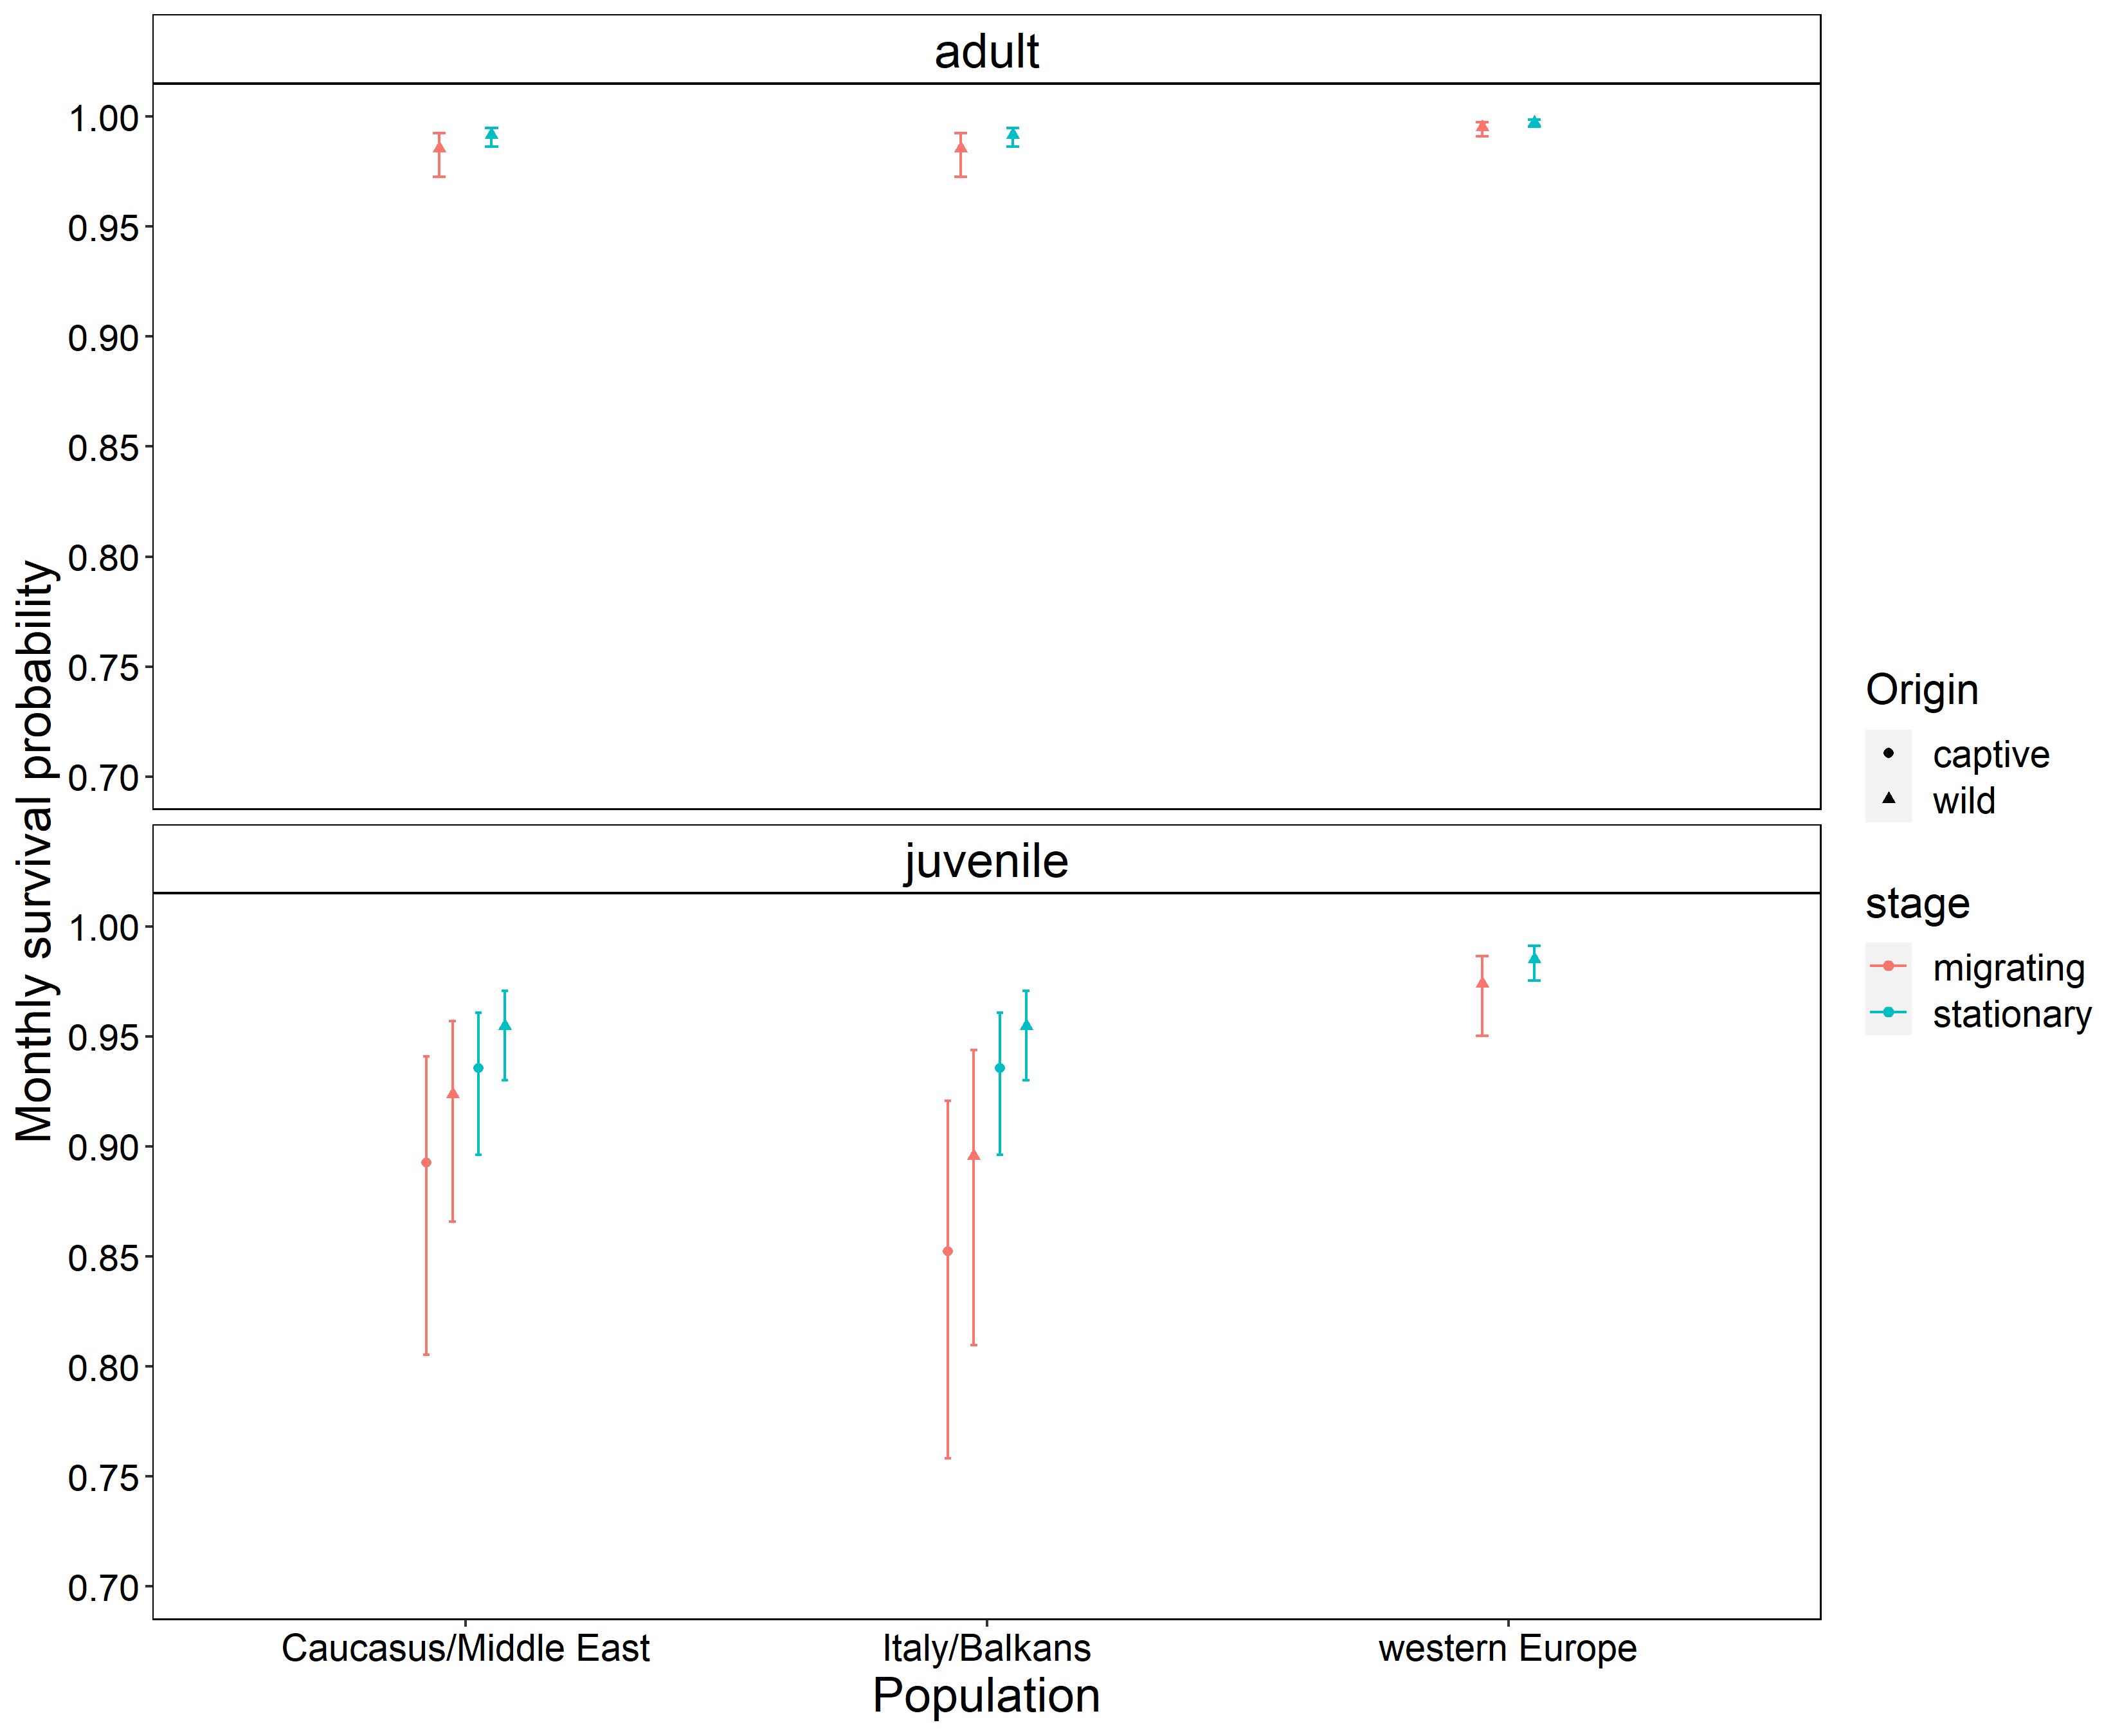 adult
1.00
0.95
0.90
0.85
0.80
0.75
0.70
juvenile
1.00
0.95
0.90
0.85
0.80
0.75
0.70
Monthly survival probability
Caucasus/Middle East
Italy/Balkans
western Europe
Population
Origin
captive
wild
stage
migrating
stationary